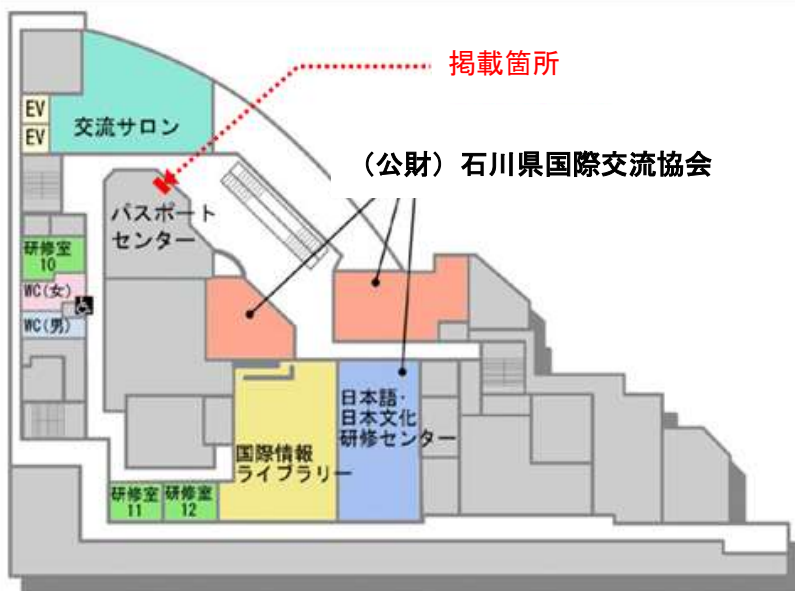 掲載箇所
EV
EV
交流サロン
（公財）石川県国際交流協会
パスポート
センター
研修室
10
WC(女)
WC(男)
日本語・
日本文化
研修センター
国際情報
ライブラリー
研修室
11
研修室
12